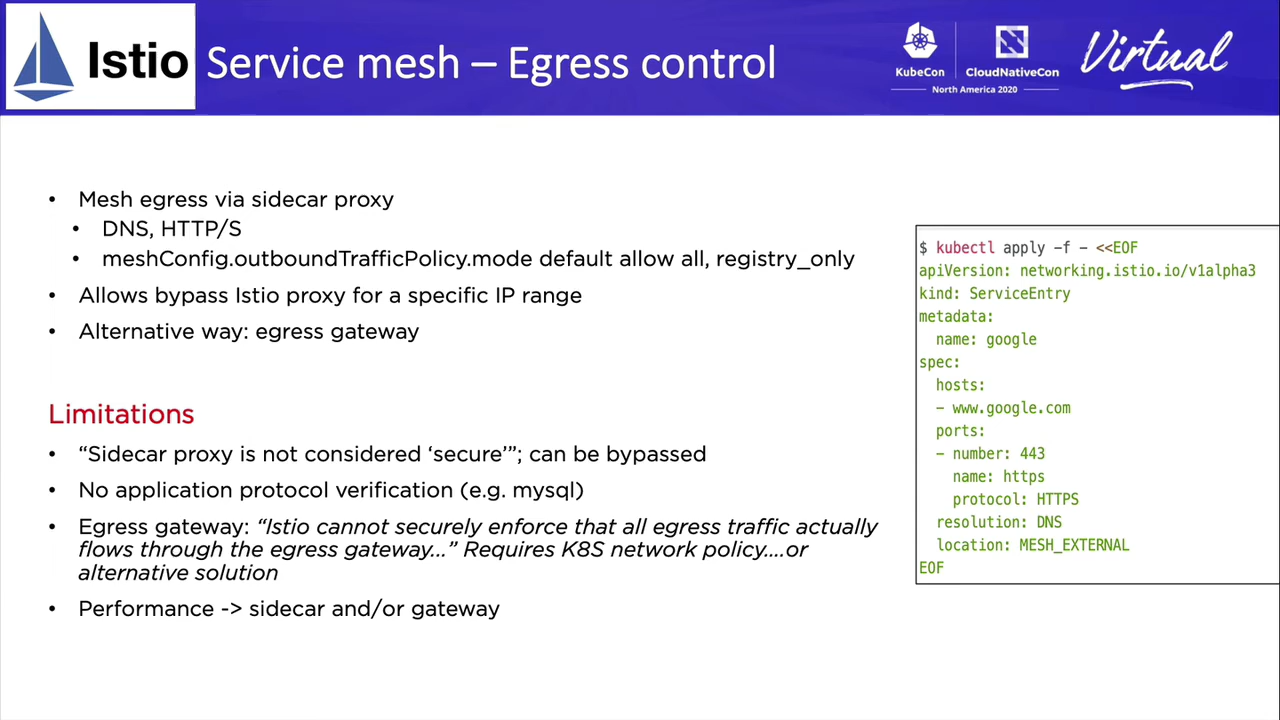 Istio Service mesh – Egress control
KubeCon CloudNativeCon
North America 2020
Virtual
• Mesh egress via sidecar proxy
• DNS, HTTP/S
• meshConfig.outboundTrafficPolicy.mode default allow all, registry_only
• Allows bypass Istio proxy for a specific IP range
• Alternative way: egress gateway
Limitations
• “Sidecar proxy is not considered ‘secure’”; can be bypassed
• No application protocol verification (e.g. mysql)
• Egress gateway: “Istio cannot securely enforce that all egress traffic actually
flows through the egress gateway...” Requires K8S network policy....or
alternative solution
• Performance -> sidecar and/or gateway
$ kubectl apply -f - <<EOF
apiVersion: networking.istio.io/v1alpha3
kind: ServiceEntry
metadata:
  name: google
spec:
  hosts:
  - www.google.com
  ports:
  - number: 443
    name: https
    protocol: HTTPS
  resolution: DNS
  location: MESH_EXTERNAL
EOF